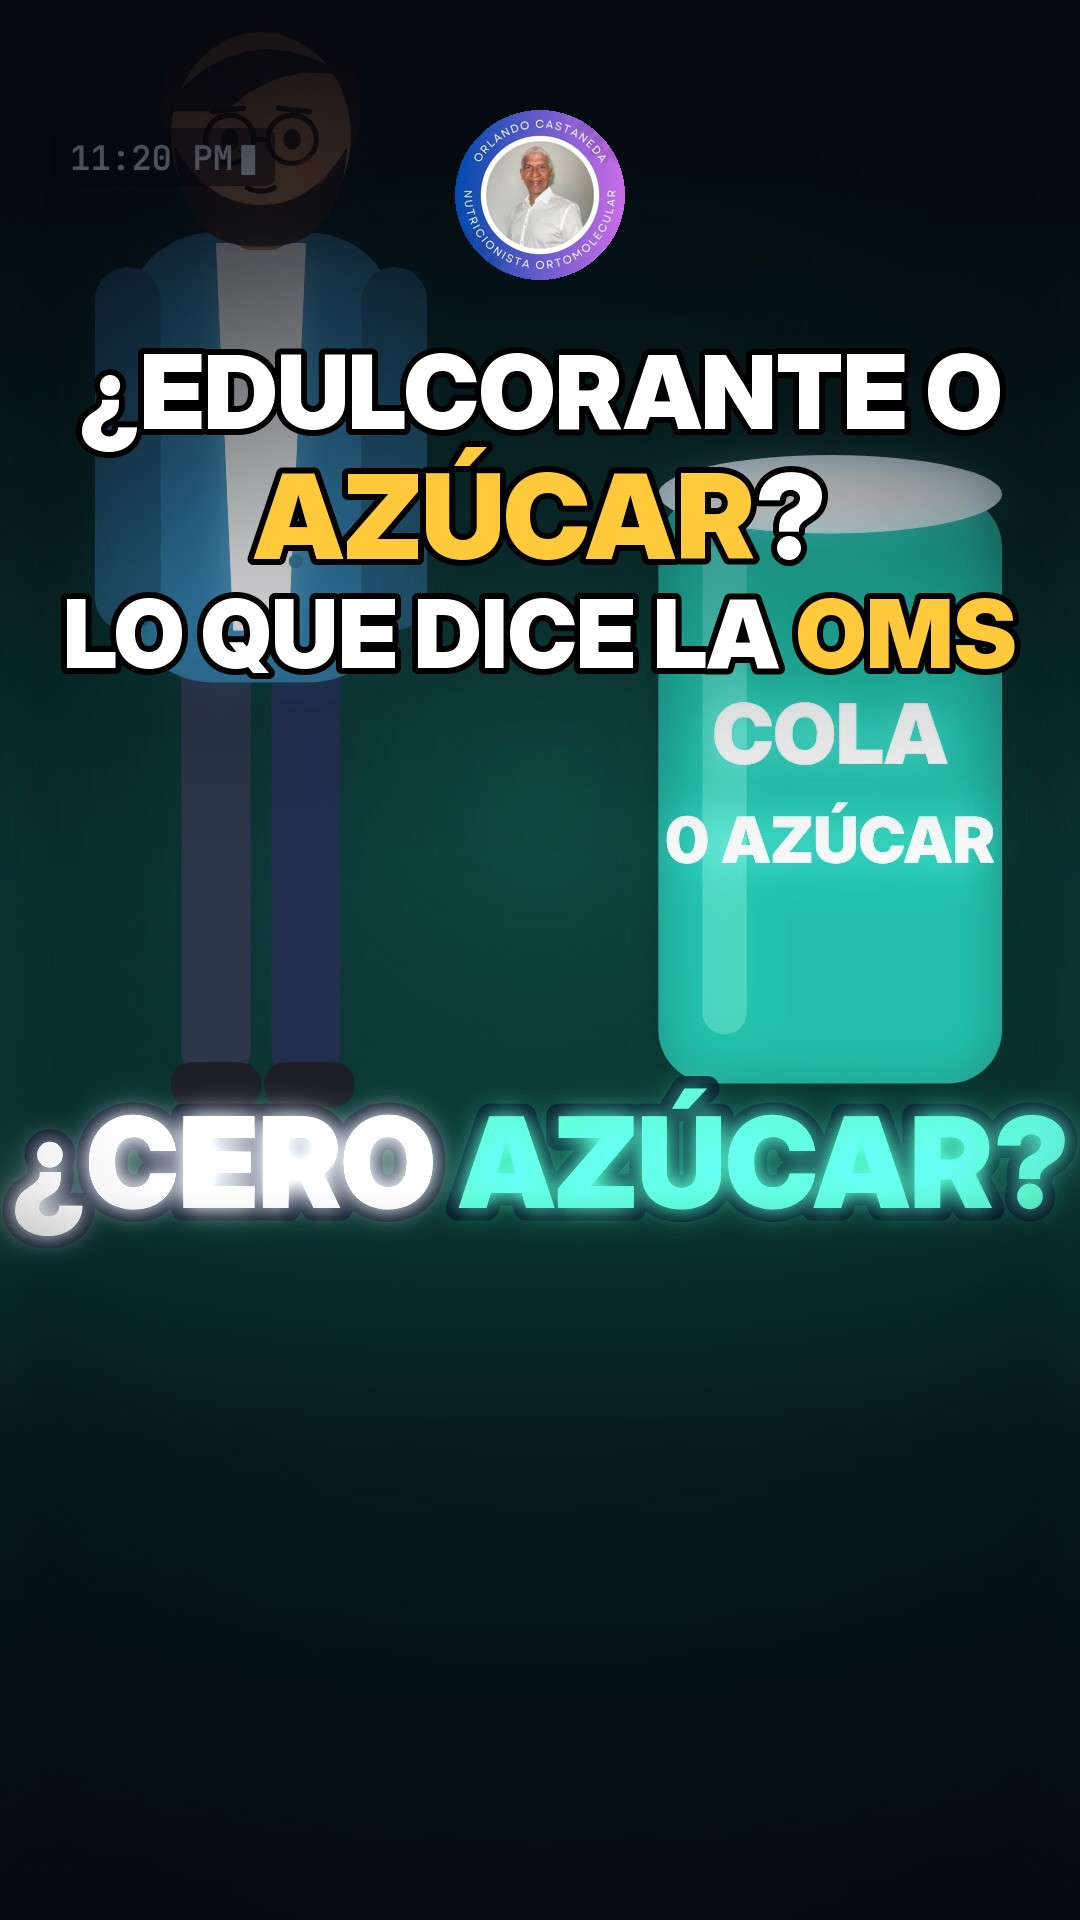 11:20 PM
ORLANDO CASTANEDA
NUTRICIONISTA ORTOMOLECULAR
¿EDULCORANTE O
AZÚCAR?
LO QUE DICE LA OMS
COLA
0 AZÚCAR
¿CERO AZÚCAR?